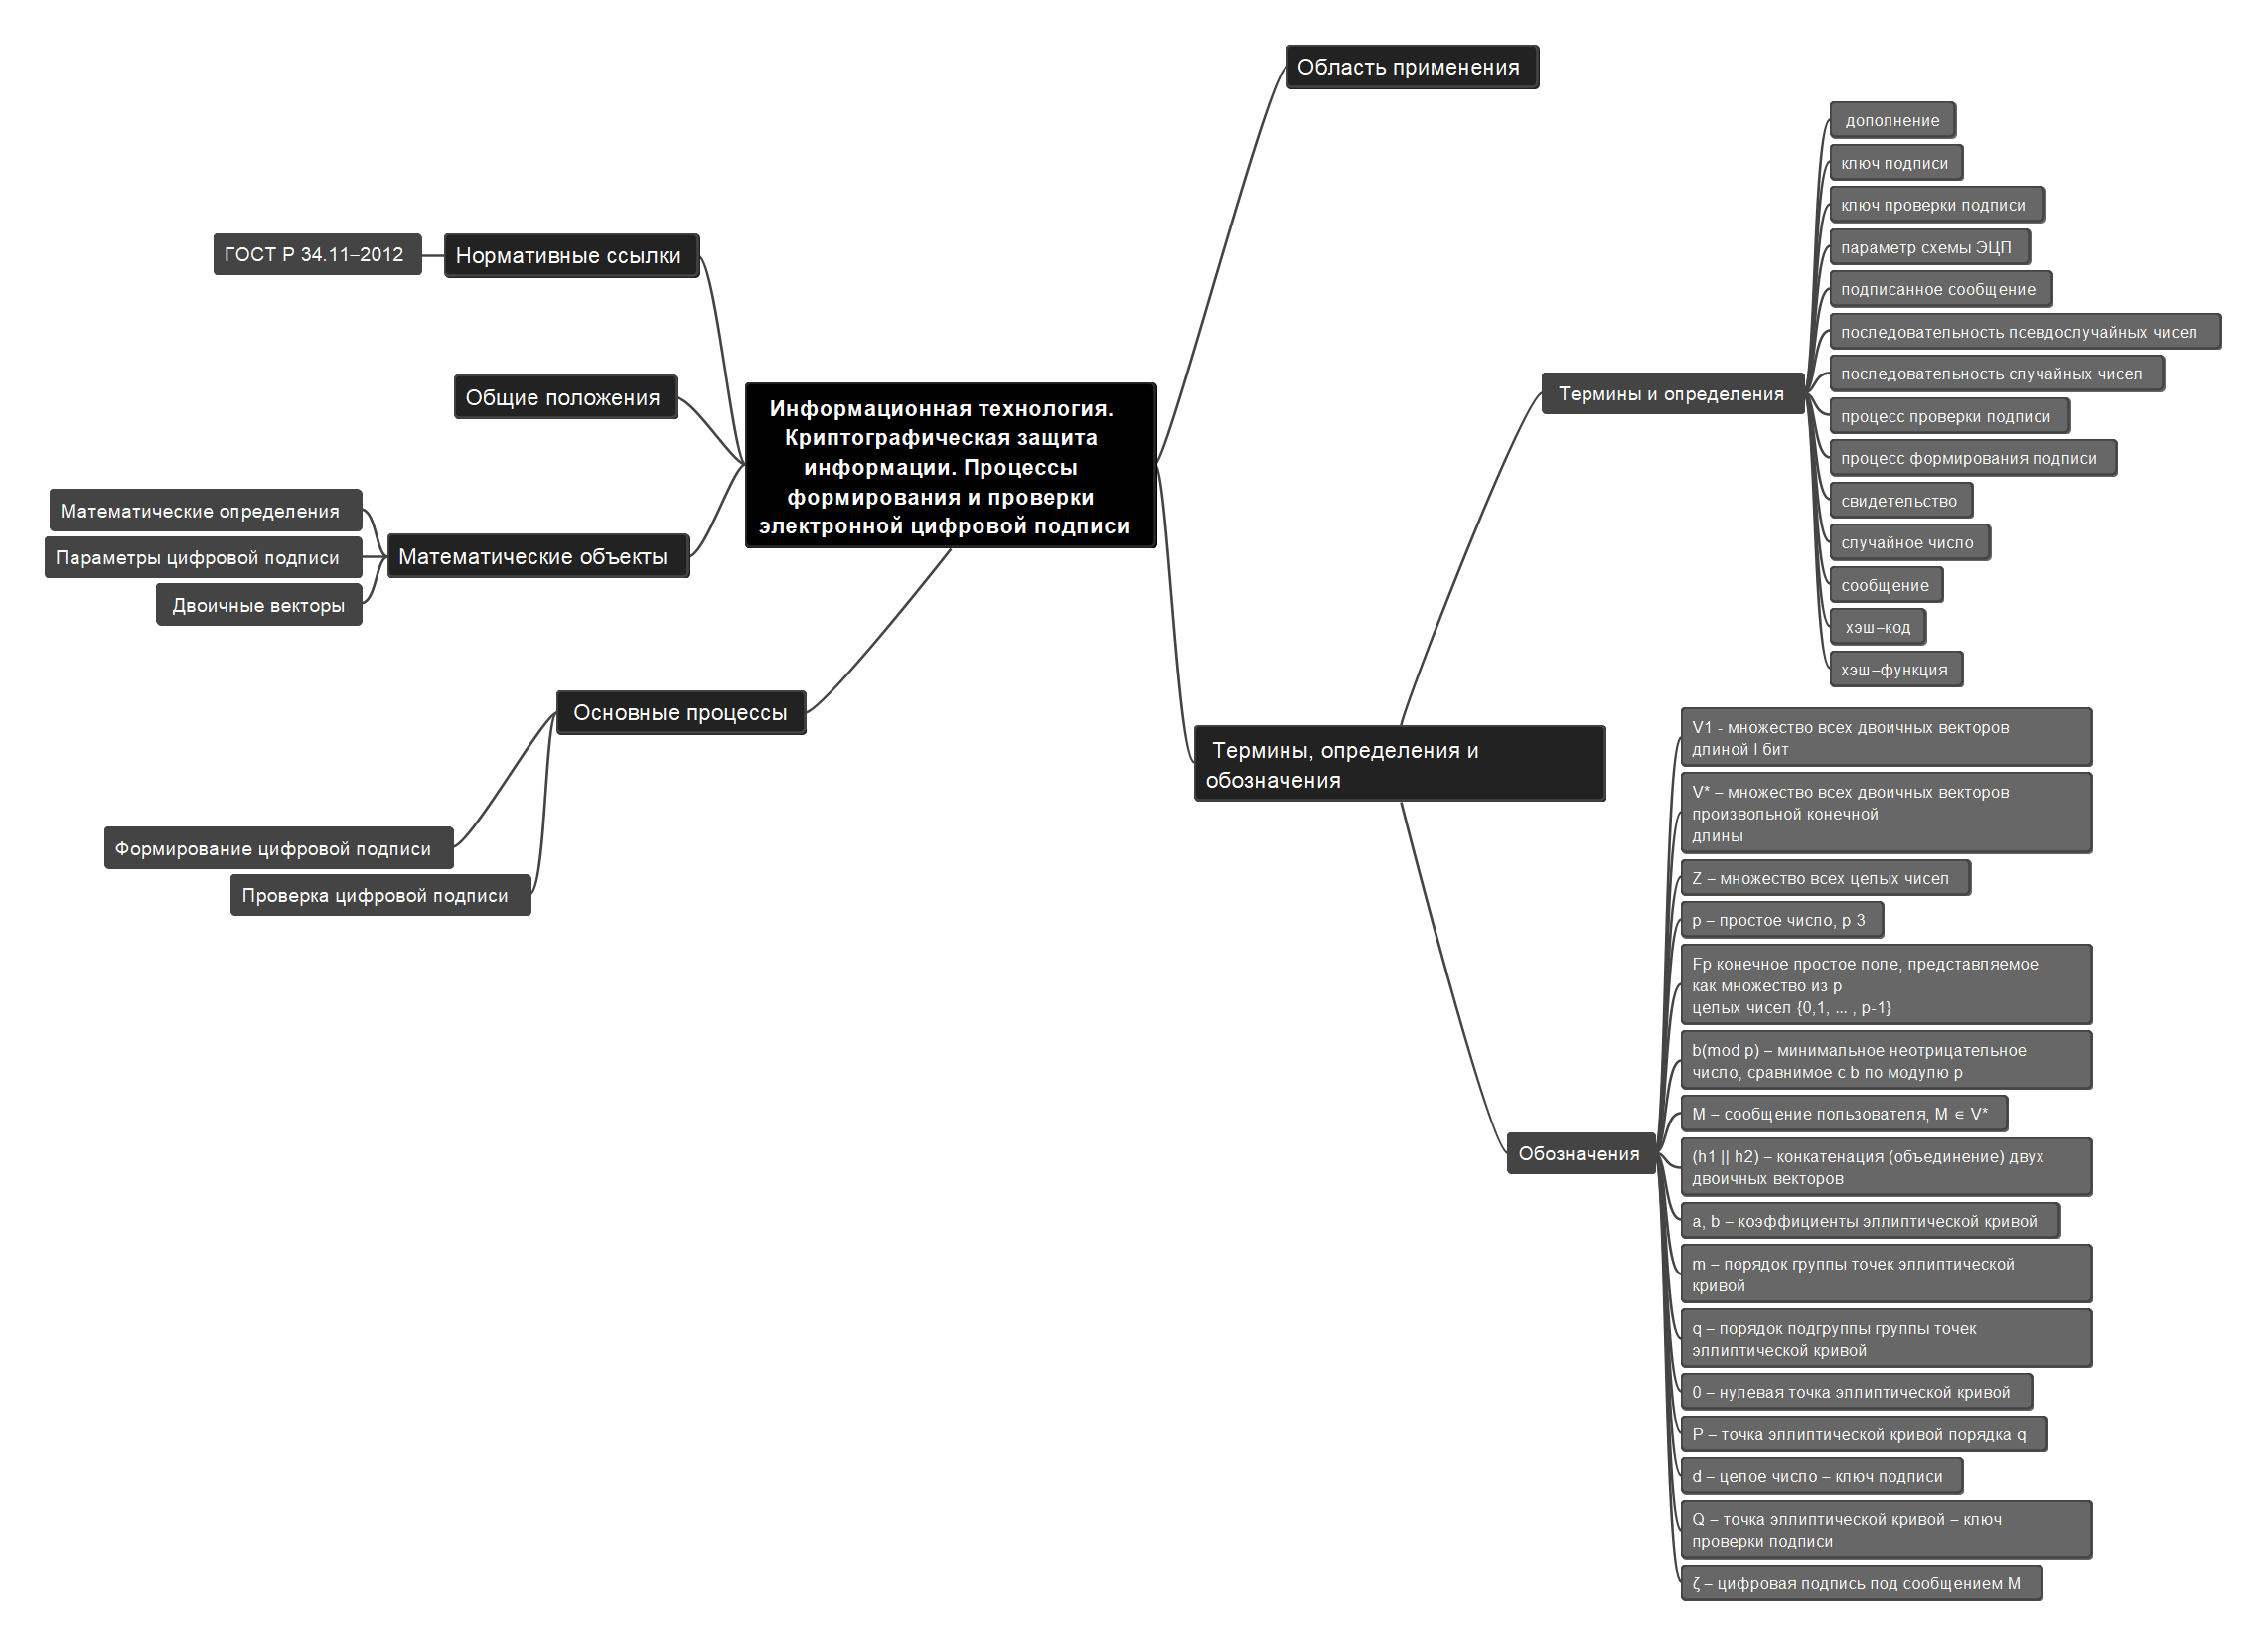 Информационная технология.
Криптографическая защита
информации. Процессы
формирования и проверки
электронной цифровой подписи
Область применения
Нормативные ссылки
ГОСТ Р 34.11–2012
Общие положения
Математические объекты
Математические определения
Параметры цифровой подписи
Двоичные векторы
Основные процессы
Формирование цифровой подписи
Проверка цифровой подписи
Термины, определения и
обозначения
Термины и определения
дополнение
ключ подписи
ключ проверки подписи
параметр схемы ЭЦП
подписанное сообщение
последовательность псевдослучайных чисел
последовательность случайных чисел
процесс проверки подписи
процесс формирования подписи
свидетельство
случайное число
сообщение
хэш–код
хэш–функция
Обозначения
V1 - множество всех двоичных векторов
длиной l бит
V* – множество всех двоичных векторов
произвольной конечной
длины
Z – множество всех целых чисел
p – простое число, p 3
Fp конечное простое поле, представляемое
как множество из p
целых чисел {0,1, ... , p-1}
b(mod p) – минимальное неотрицательное
число, сравнимое с b по модулю p
M – сообщение пользователя, M ∈ V*
(h1 || h2) – конкатенация (объединение) двух
двоичных векторов
a, b – коэффициенты эллиптической кривой
m – порядок группы точек эллиптической
кривой
q – порядок подгруппы группы точек
эллиптической кривой
0 – нулевая точка эллиптической кривой
P – точка эллиптической кривой порядка q
d – целое число – ключ подписи
Q – точка эллиптической кривой – ключ
проверки подписи
ζ – цифровая подпись под сообщением M